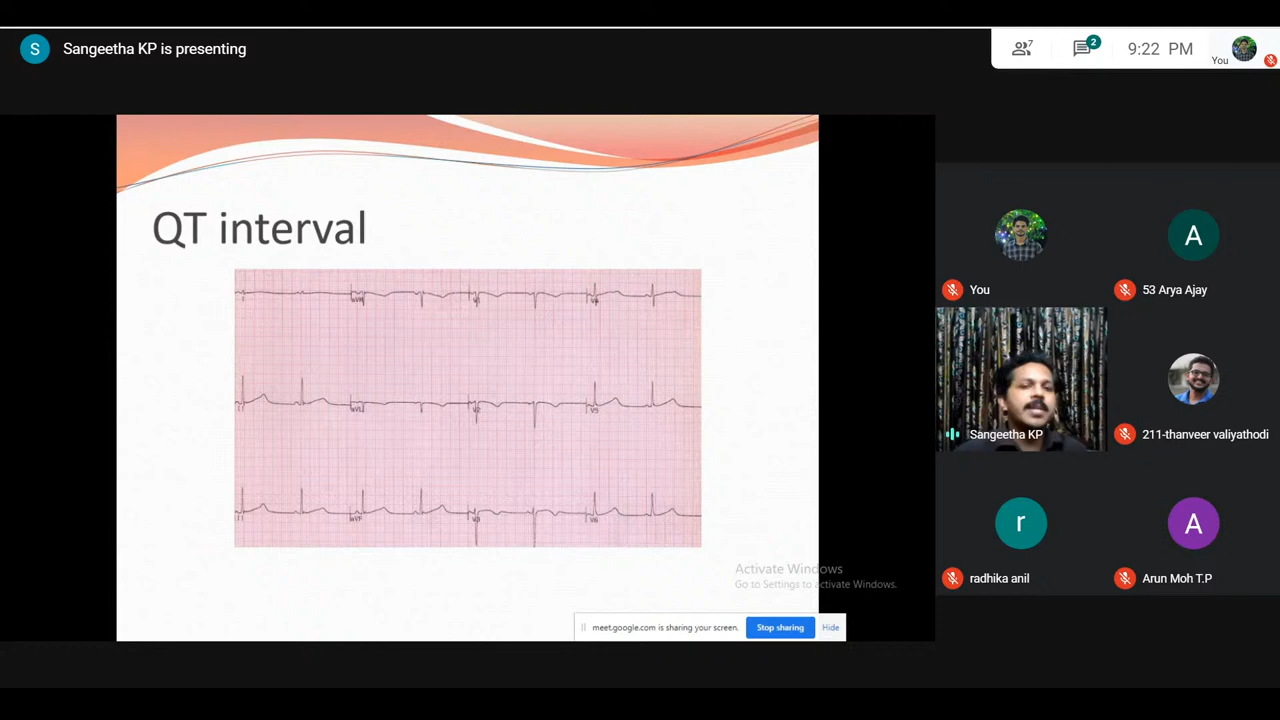 S
Sangeetha KP is presenting
7
2
9:22 PM
You
QT interval
I
aVR
V1
V4
II
aVL
V2
V5
II
aVF
V3
V6
Activate Windows
Go to Settings to activate Windows.
meet.google.com is sharing your screen.
Stop sharing
Hide
You
A
53 Arya Ajay
Sangeetha KP
211-thanveer valiyathodi
r
radhika anil
A
Arun Moh T.P